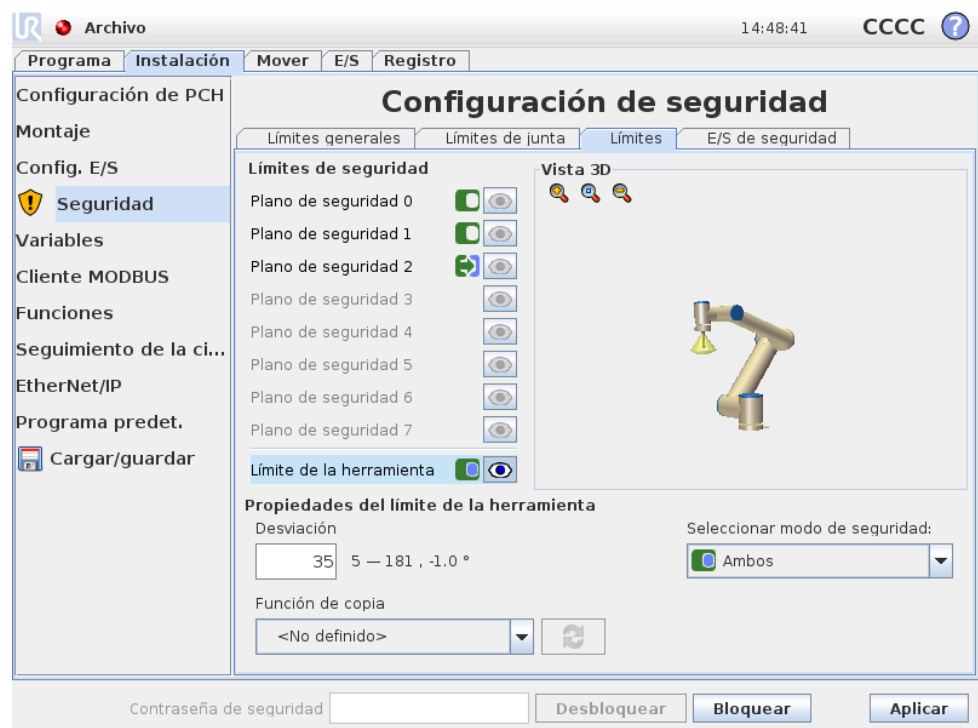 UR Archivo 14:48:41 CCCC ?
Programa Instalación Mover E/S Registro
Configuración de PCH
Montaje
Config. E/S
Seguridad
Variables
Cliente MODBUS
Funciones
Seguimiento de la ci...
EtherNet/IP
Programa predet.
Cargar/guardar
Configuración de seguridad
Límites generales Límites de junta Límites E/S de seguridad
Límites de seguridad
Plano de seguridad 0
Plano de seguridad 1
Plano de seguridad 2
Plano de seguridad 3
Plano de seguridad 4
Plano de seguridad 5
Plano de seguridad 6
Plano de seguridad 7
Límite de la herramienta
Vista 3D
Propiedades del límite de la herramienta
Desviación
35 5 — 181 , -1.0 °
Seleccionar modo de seguridad:
Ambos
Función de copia
<No definido>
Contraseña de seguridad Desbloquear Bloquear Aplicar